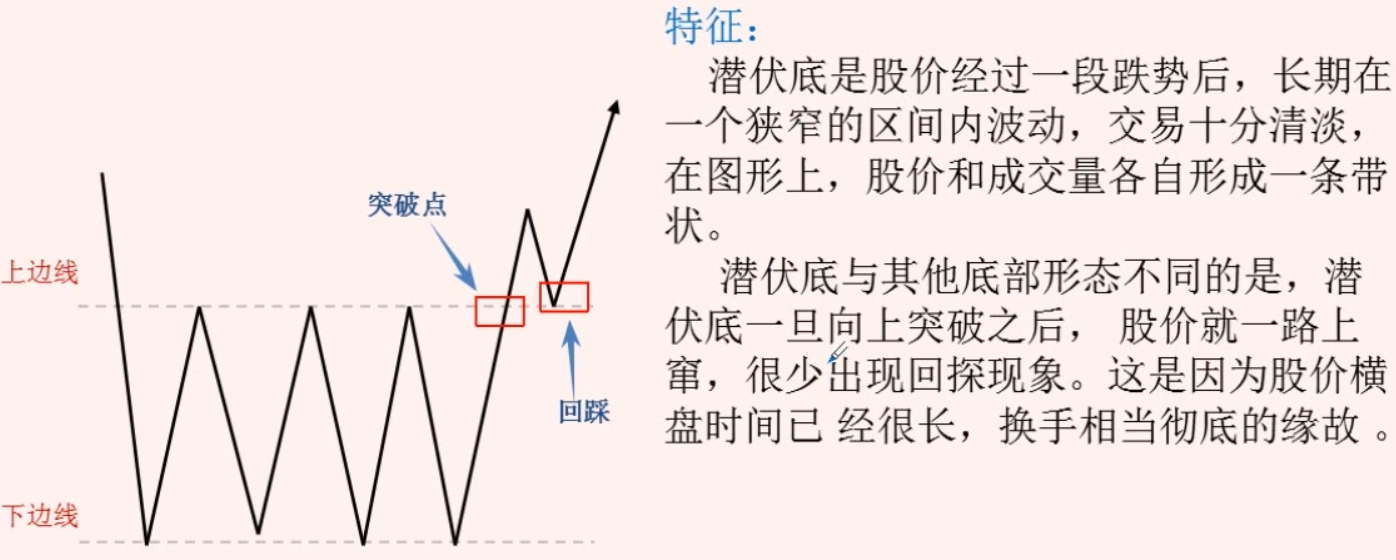 特征：
潜伏底是股价经过一段跌势后，长期在
一个狭窄的区间内波动，交易十分清淡，
在图形上，股价和成交量各自形成一条带
状。
潜伏底与其他底部形态不同的是，潜
伏底一旦向上突破之后， 股价就一路上
窜，很少出现回探现象。这是因为股价横
盘时间已 经很长，换手相当彻底的缘故 。
突破点
上边线
回踩
下边线